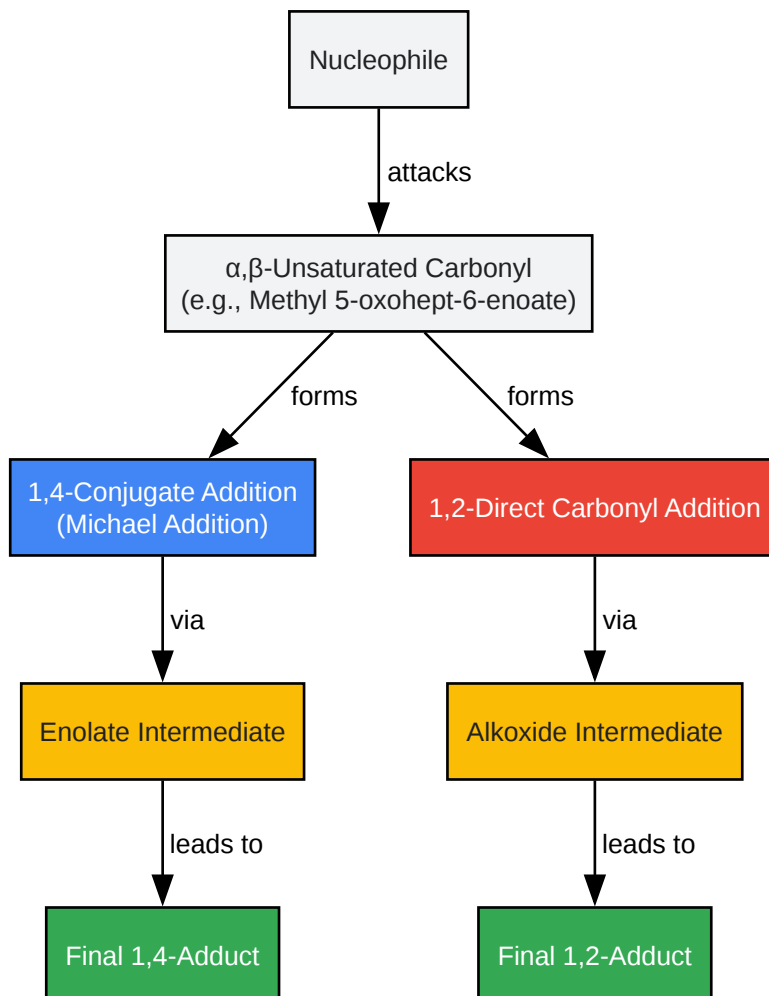 Nucleophile
attacks
α,β-Unsaturated Carbonyl
(e.g., Methyl 5-oxohept-6-enoate)
forms
forms
1,4-Conjugate Addition
(Michael Addition)
1,2-Direct Carbonyl Addition
via
via
Enolate Intermediate
Alkoxide Intermediate
leads to
leads to
Final 1,4-Adduct
Final 1,2-Adduct